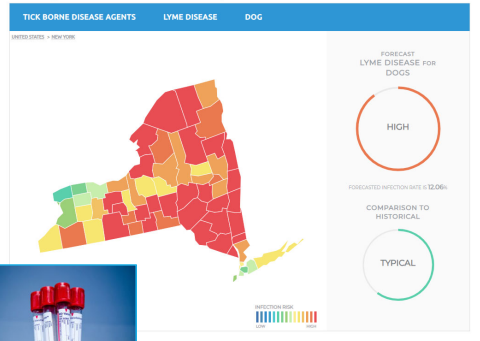 TICK BORNE DISEASE AGENTS LYME DISEASE DOG
UNITED STATES > NEW YORK
FORECAST
LYME DISEASE FOR
DOGS
HIGH
FORECASTED INFECTION RATE IS 12.06%
COMPARISON TO
HISTORICAL
TYPICAL
INFECTION RISK
LOW HIGH